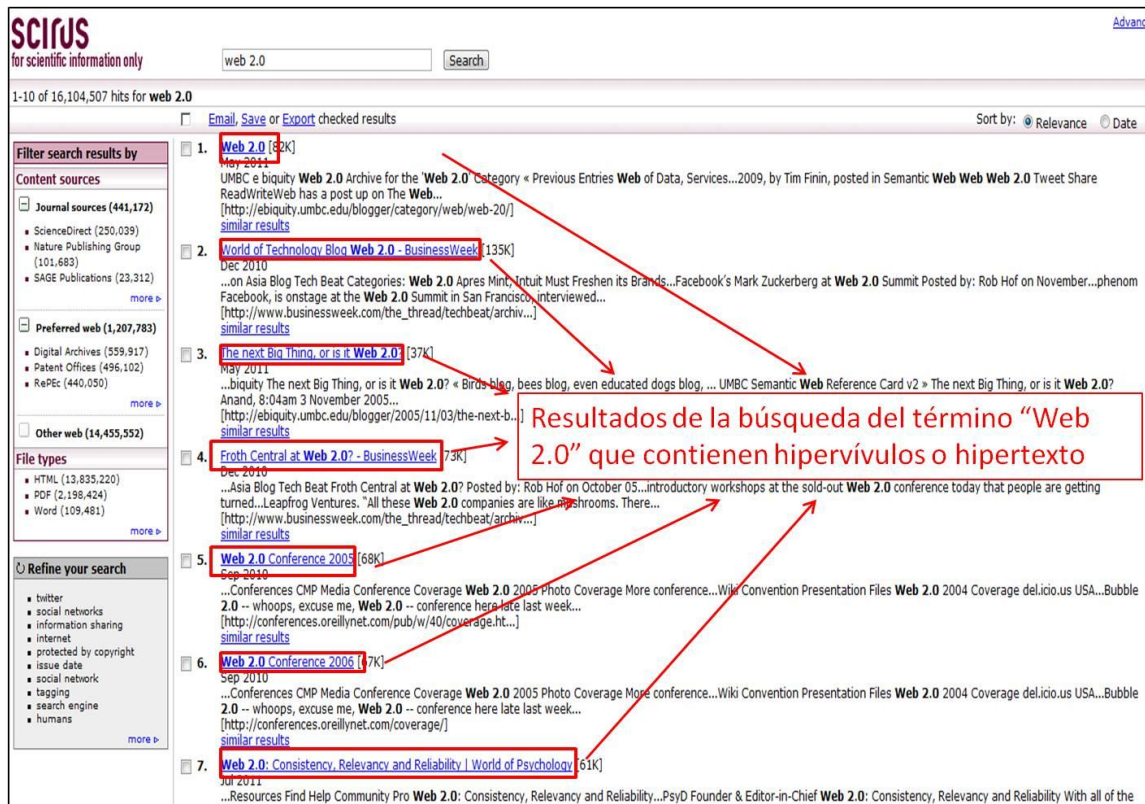 Advanc
SCIRUS
for scientific information only
web 2.0
Search
1-10 of 16,104,507 hits for web 2.0
Email, Save or Export checked results
Sort by: Relevance Date
Filter search results by
Content sources
Journal sources (441,172)
ScienceDirect (250,039)
Nature Publishing Group
(101,683)
SAGE Publications (23,312)
more
Preferred web (1,207,783)
Digital Archives (559,917)
Patent Offices (496,102)
RePEc (440,050)
more
Other web (14,455,552)
File types
HTML (13,835,220)
PDF (2,198,424)
Word (109,481)
more
Refine your search
twitter
social networks
information sharing
internet
protected by copyright
issue date
social network
tagging
search engine
humans
more
1. Web 2.0 [82K]
May 2011
UMBC e biquity Web 2.0 Archive for the 'Web 2.0' Category « Previous Entries Web of Data, Services...2009, by Tim Finin, posted in Semantic Web Web Web 2.0 Tweet Share
ReadWriteWeb has a post up on The Web...
[http://ebiquity.umbc.edu/blogger/category/web/web-20/]
similar results
2. World of Technology Blog Web 2.0 - BusinessWeek [135K]
Dec 2010
...on Asia Blog Tech Beat Categories: Web 2.0 Apres Mint, Intuit Must Freshen its Brands...Facebook's Mark Zuckerberg at Web 2.0 Summit Posted by: Rob Hof on November...phenom
Facebook, is onstage at the Web 2.0 Summit in San Francisco, interviewed...
[http://www.businessweek.com/the_thread/techbeat/archiv...]
similar results
3. The next Big Thing, or is it Web 2.0? [37K]
May 2011
...biquity The next Big Thing, or is it Web 2.0? « Birds blog, bees blog, even educated dogs blog, ... UMBC Semantic Web Reference Card v2 » The next Big Thing, or is it Web 2.0?
Anand, 8:04am 3 November 2005...
[http://ebiquity.umbc.edu/blogger/2005/11/03/the-next-b...]
similar results
Resultados de la búsqueda del término “Web
2.0” que contienen hipervívulos o hipertexto
4. Froth Central at Web 2.0? - BusinessWeek [73K]
Dec 2010
...Asia Blog Tech Beat Froth Central at Web 2.0? Posted by: Rob Hof on October 05...introductory workshops at the sold-out Web 2.0 conference today that people are getting
turned...Leapfrog Ventures. "All these Web 2.0 companies are like mushrooms. There...
[http://www.businessweek.com/the_thread/techbeat/archiv...]
similar results
5. Web 2.0 Conference 2005 [68K]
Sep 2010
...Conferences CMP Media Conference Coverage Web 2.0 2005 Photo Coverage More conference...Wiki Convention Presentation Files Web 2.0 2004 Coverage del.icio.us USA...Bubble
2.0 -- whoops, excuse me, Web 2.0 -- conference here late last week...
[http://conferences.oreillynet.com/pub/w/40/coverage.ht...]
similar results
6. Web 2.0 Conference 2006 [67K]
Sep 2010
...Conferences CMP Media Conference Coverage Web 2.0 2005 Photo Coverage More conference...Wiki Convention Presentation Files Web 2.0 2004 Coverage del.icio.us USA...Bubble
2.0 -- whoops, excuse me, Web 2.0 -- conference here late last week...
[http://conferences.oreillynet.com/coverage/]
similar results
7. Web 2.0: Consistency, Relevancy and Reliability | World of Psychology [61K]
Jul 2011
...Resources Find Help Community Pro Web 2.0: Consistency, Relevancy and Reliability...PsyD Founder & Editor-in-Chief Web 2.0: Consistency, Relevancy and Reliability With all of the